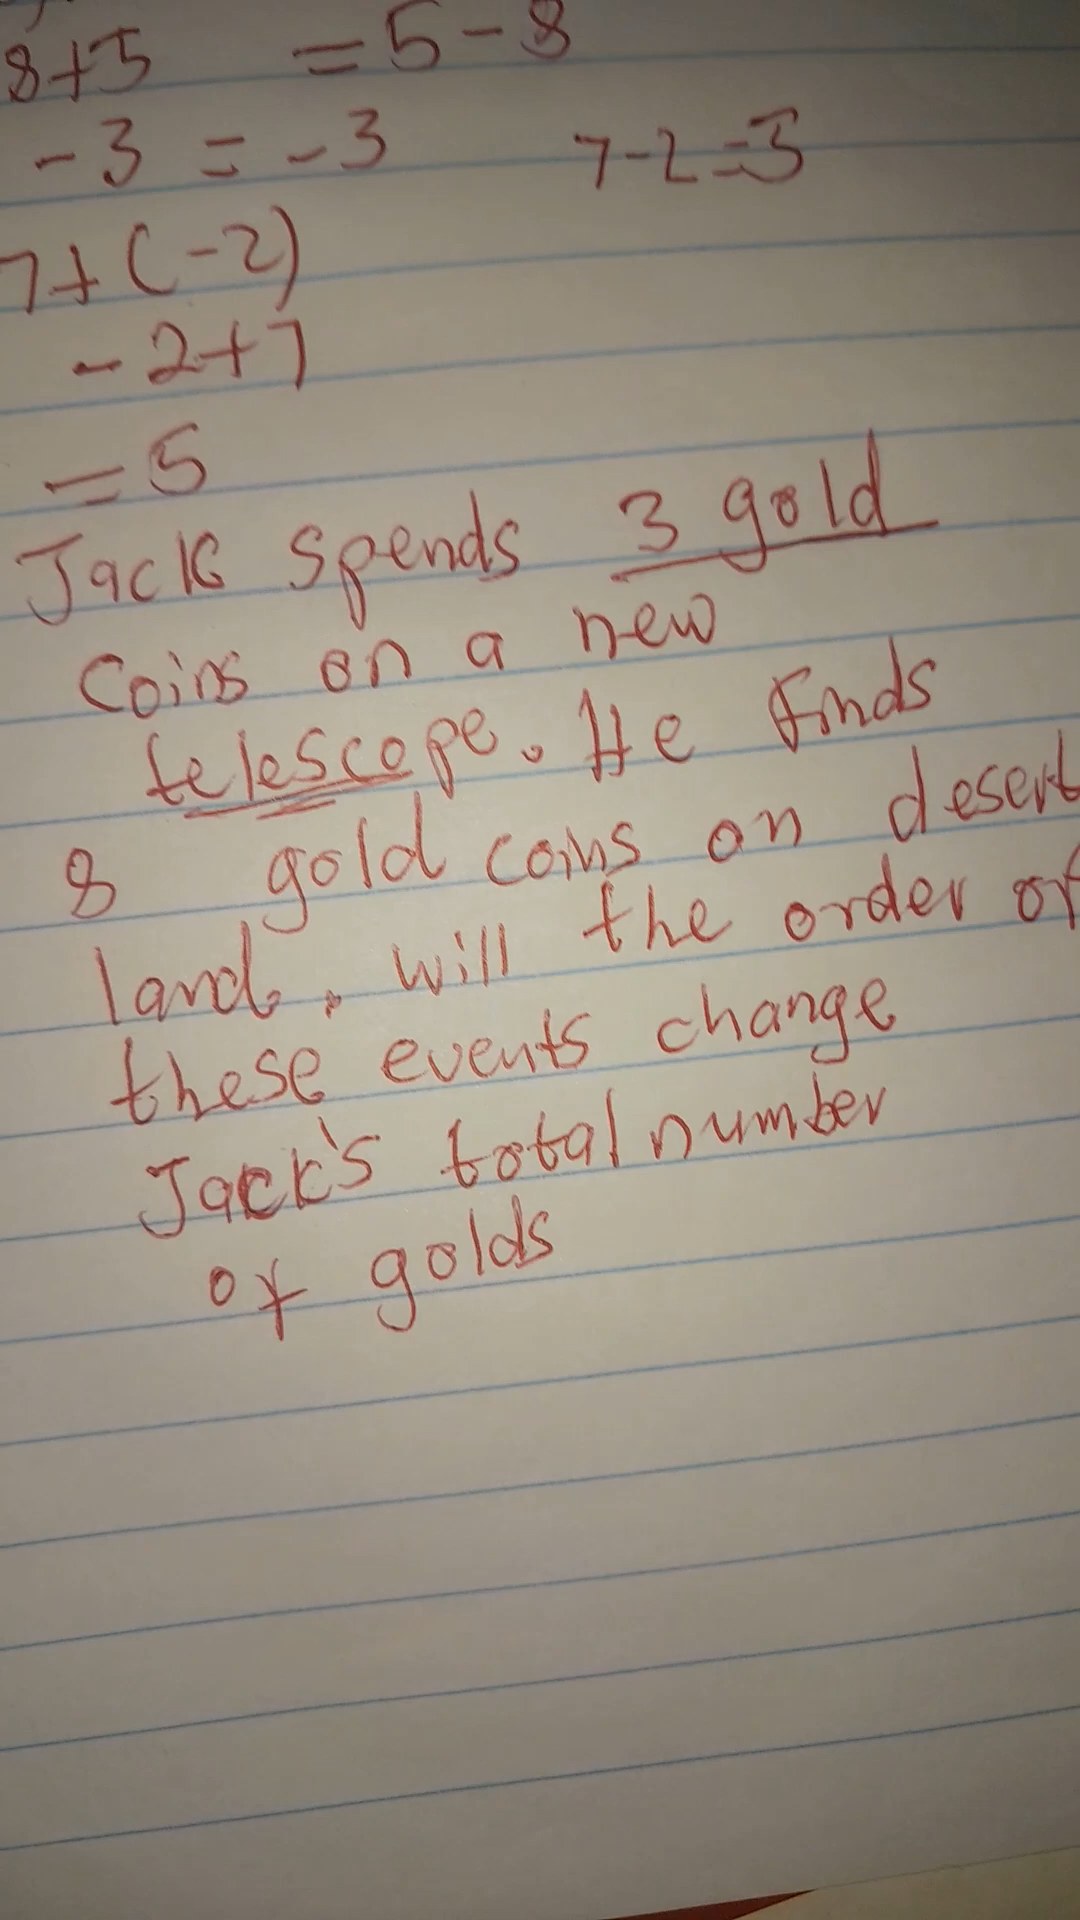 8+5 = 5-8
-3 = -3 7-2=5
7+(-2)
-2+7
=5
Jack spends 3 gold
coins on a new
telescope. He finds
8 gold coins on desert
land. will the order of
these events change
Jack's total number
of golds